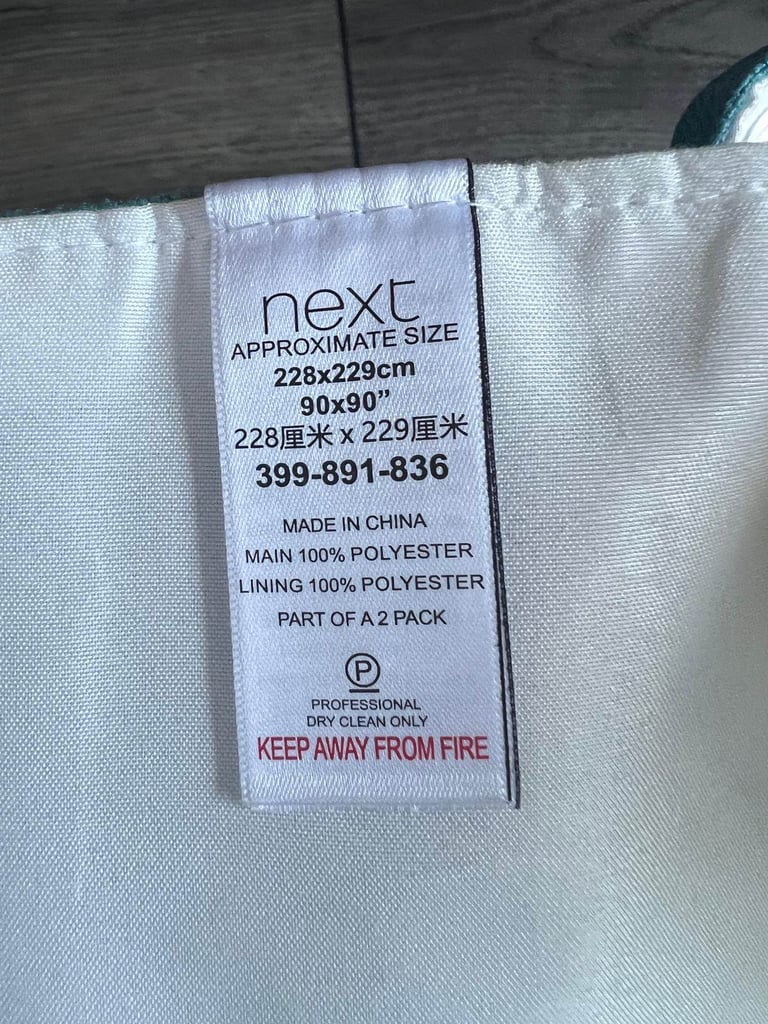 next
APPROXIMATE SIZE
228x229cm
90x90”
228厘米 x 229厘米
399-891-836
MADE IN CHINA
MAIN 100% POLYESTER
LINING 100% POLYESTER
PART OF A 2 PACK
P
PROFESSIONAL
DRY CLEAN ONLY
KEEP AWAY FROM FIRE